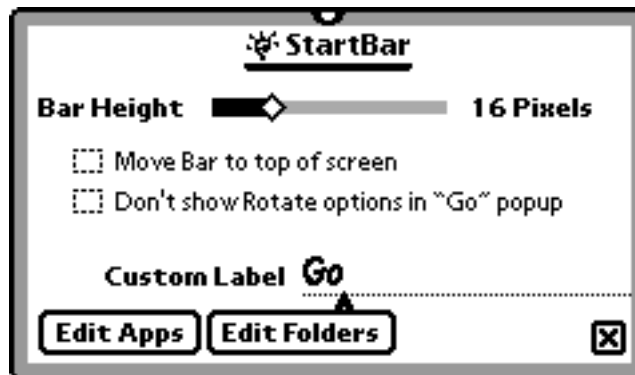 StartBar
Bar Height 16 Pixels
Move Bar to top of screen
Don't show Rotate options in "Go" popup
Custom Label Go
Edit Apps Edit Folders